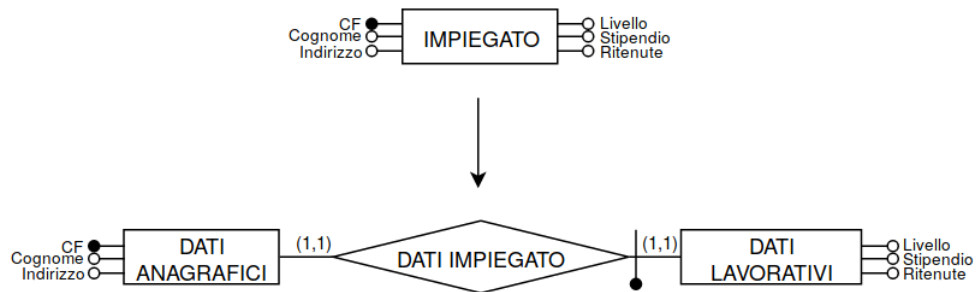 CF
Cognome
Indirizzo
IMPIEGATO
Livello
Stipendio
Ritenute
CF
Cognome
Indirizzo
DATI
ANAGRAFICI
(1,1)
DATI IMPIEGATO
(1,1)
DATI
LAVORATIVI
Livello
Stipendio
Ritenute